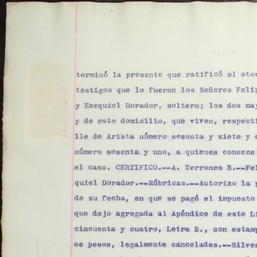 terminó la presente que ratificó el oto
testigos que lo fueron los Señores Felip
y Ezequiel Dorador, soltero; los dos may
y de este domicilio, que viven, respecti
lle de Arista número sesenta y siete y c
número sesenta y uno, a quienes conozco
el caso. CERTIFICO.--A. Terrones B.--Fel
quiel Dorador.--Rúbricas.--Autorizo la p
de su fecha, en que se pagó el impuesto
que dejo agregada al Apéndice de este Li
cincuenta y cuatro, Letra B., con estamp
ce pesos, legalmente canceladas.--Silve